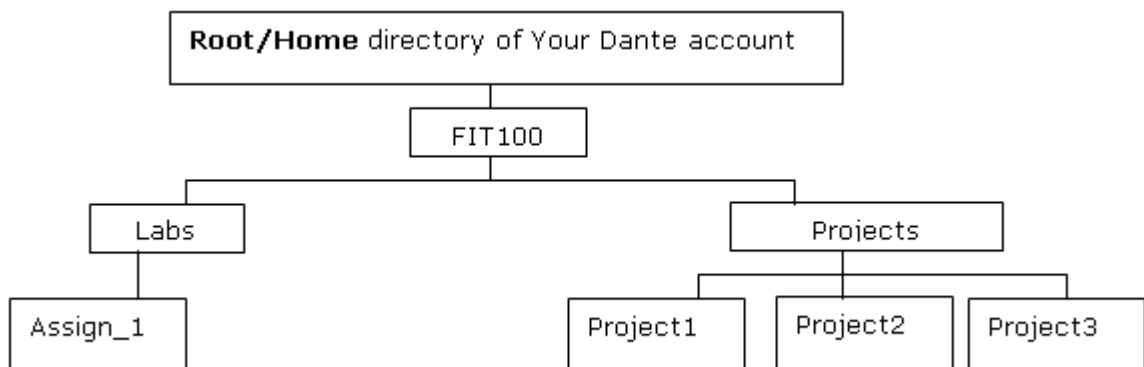 Root/Home directory of Your Dante account
FIT100
Labs
Projects
Assign_1
Project1
Project2
Project3